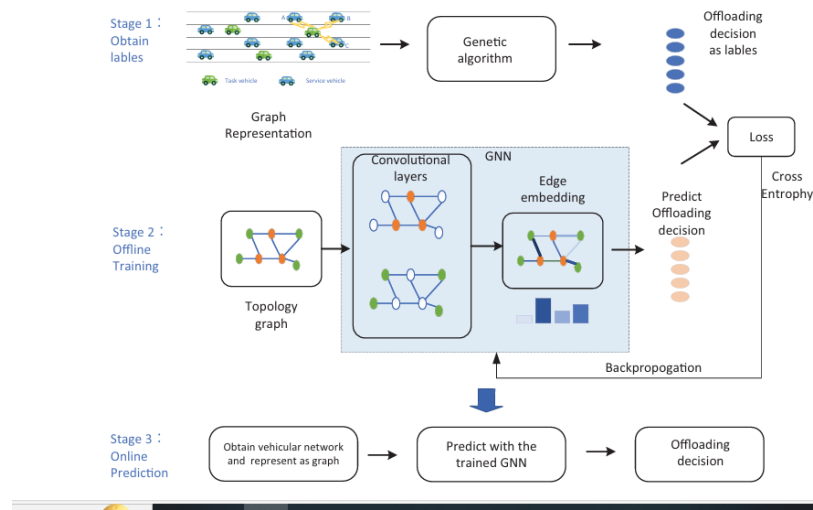 Stage 1：
Obtain
lables
A
B
C
Task vehicle
Service vehicle
Genetic
algorithm
Offloading
decision
as lables
Graph
Representation
Loss
Cross
Entropy
GNN
Convolutional
layers
Edge
embedding
Predict
Offloading
decision
Stage 2：
Offline
Training
Topology
graph
Backpropogation
Stage 3：
Online
Prediction
Obtain vehicular network
and represent as graph
Predict with the
trained GNN
Offloading
decision